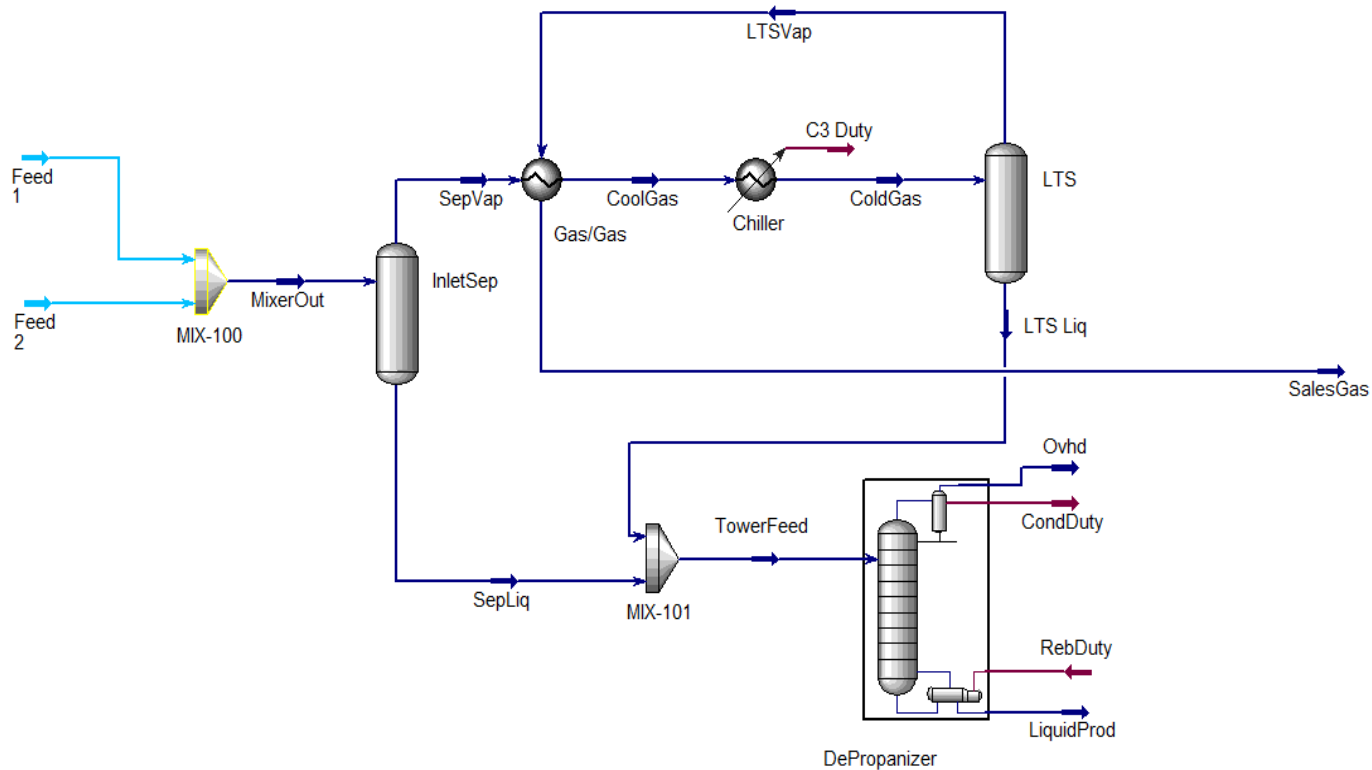 LTSVap
C3 Duty
Feed
1
SepVap
CoolGas
ColdGas
LTS
Chiller
Gas/Gas
InletSep
MixerOut
Feed
2
MIX-100
LTS Liq
SalesGas
Ovhd
CondDuty
TowerFeed
SepLiq
MIX-101
RebDuty
LiquidProd
DePropanizer